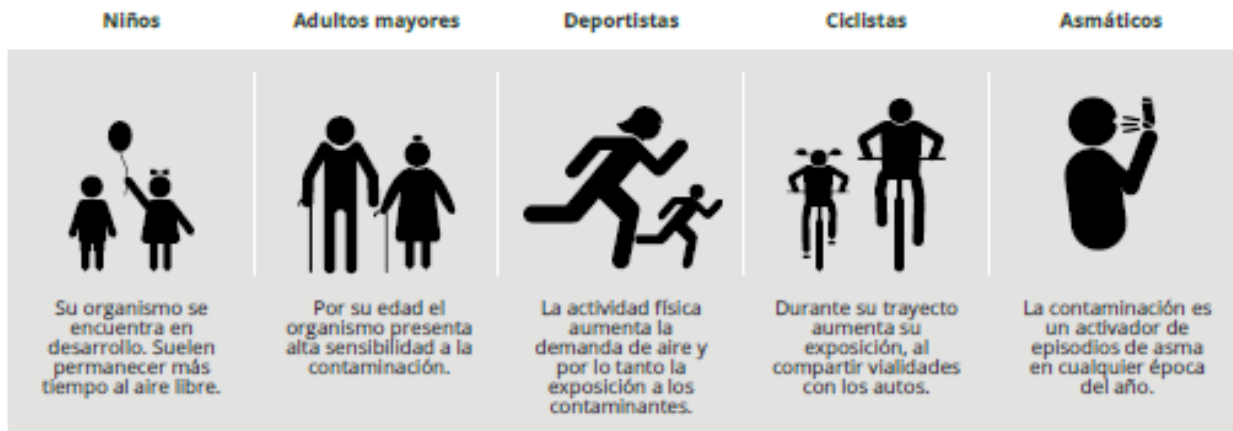 Niños
Adultos mayores
Deportistas
Ciclistas
Asmáticos
Su organismo se
encuentra en
desarrollo. Suelen
permanecer más
tiempo al aire libre.
Por su edad el
organismo presenta
alta sensibilidad a la
contaminación.
La actividad física
aumenta la
demanda de aire y
por lo tanto la
exposición a los
contaminantes.
Durante su trayecto
aumenta su
exposición, al
compartir vialidades
con los autos.
La contaminación es
un activador de
episodios de asma
en cualquier época
del año.